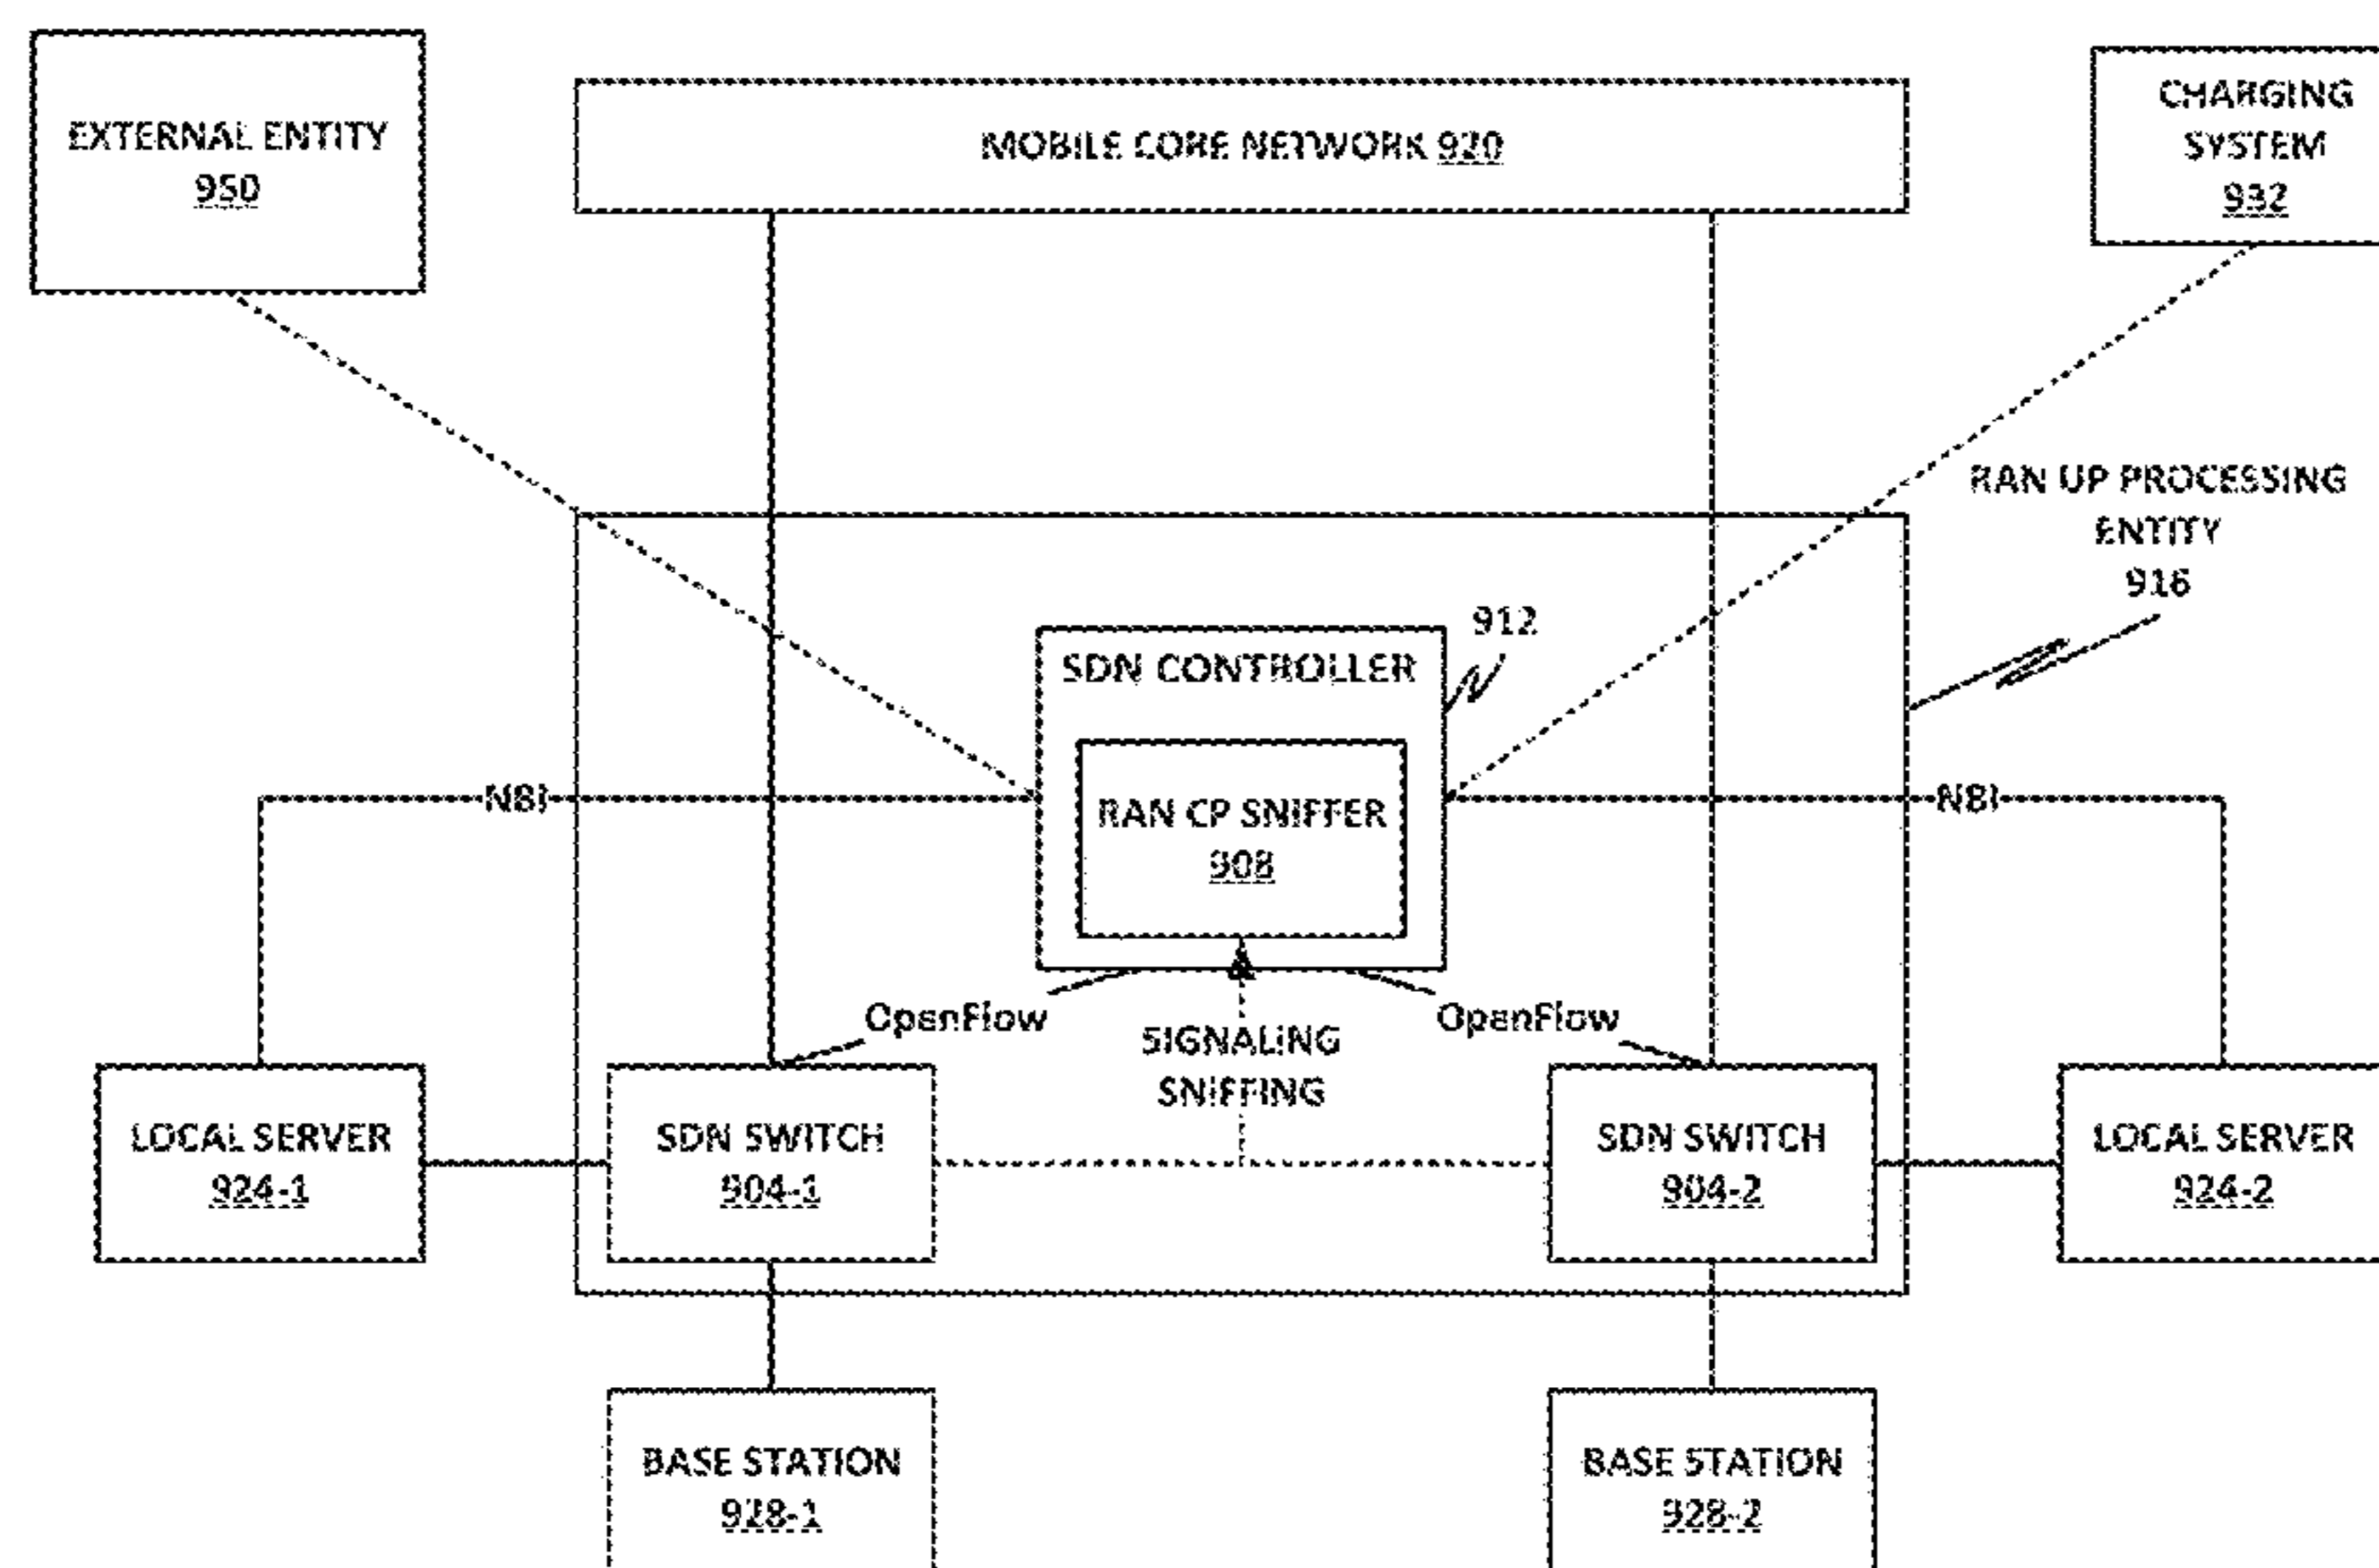 EXTERNAL ENTITY
950
MOBILE CORE NETWORK 920
CHARGING
SYSTEM
932
RAN UP PROCESSING
ENTITY
916
912
SDN CONTROLLER
RAN CP SNIFFER
908
NBI
NBI
OpenFlow
OpenFlow
SIGNALING
SNIFFING
LOCAL SERVER
924-1
SDN SWITCH
904-1
SDN SWITCH
904-2
LOCAL SERVER
924-2
BASE STATION
928-1
BASE STATION
928-2